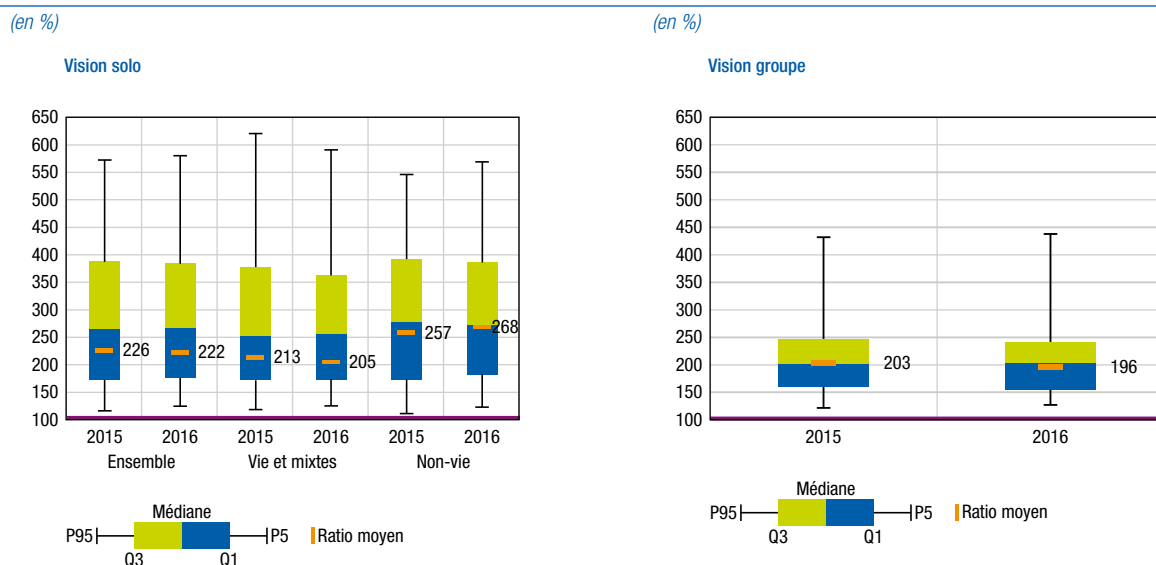 (en %)
Vision solo
650
600
550
500
450
400
350
300
250
200
150
100
226
222
213
205
257
268
2015 2016 2015 2016 2015 2016
Ensemble Vie et mixtes Non-vie
Médiane
P95 P5 Ratio moyen
Q3 Q1
(en %)
Vision groupe
650
600
550
500
450
400
350
300
250
200
150
100
203
196
2015 2016
Médiane
P95 P5 Ratio moyen
Q3 Q1